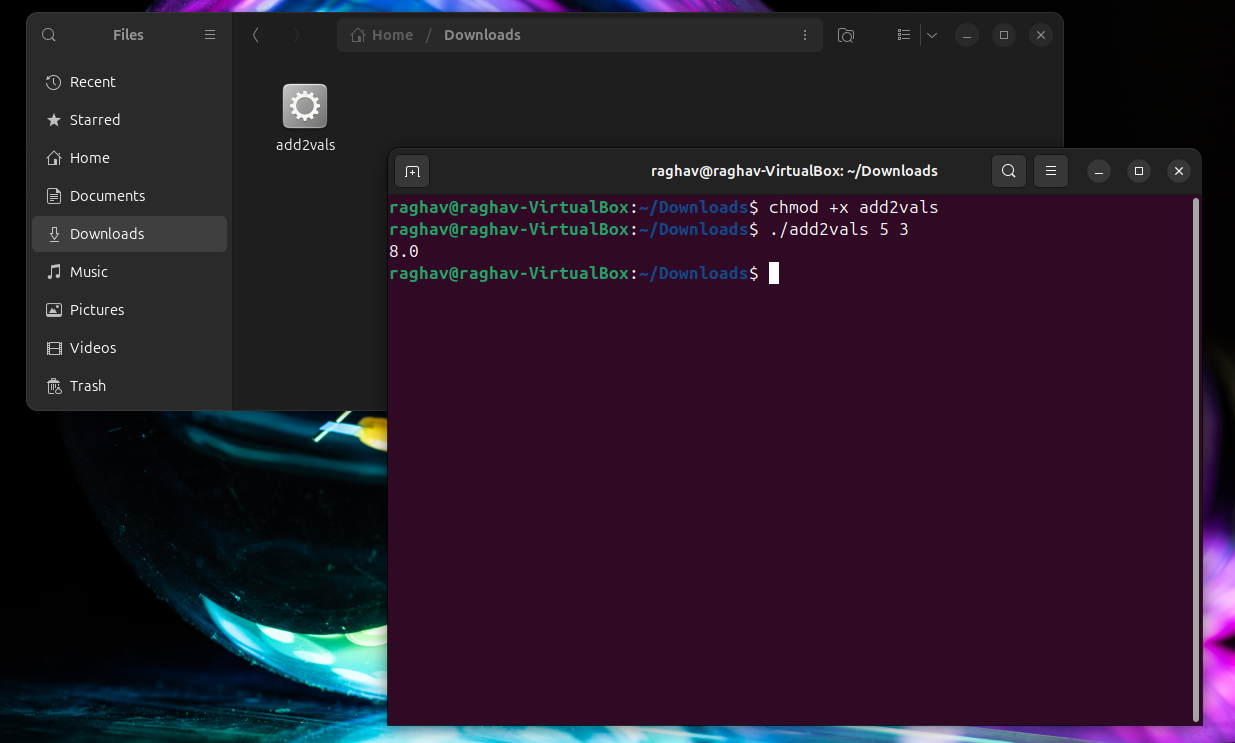 Files
Home / Downloads
Recent
Starred
Home
Documents
Downloads
Music
Pictures
Videos
Trash
add2vals
raghav@raghav-VirtualBox: ~/Downloads
raghav@raghav-VirtualBox:~/Downloads$ chmod +x add2vals
raghav@raghav-VirtualBox:~/Downloads$ ./add2vals 5 3
8.0
raghav@raghav-VirtualBox:~/Downloads$